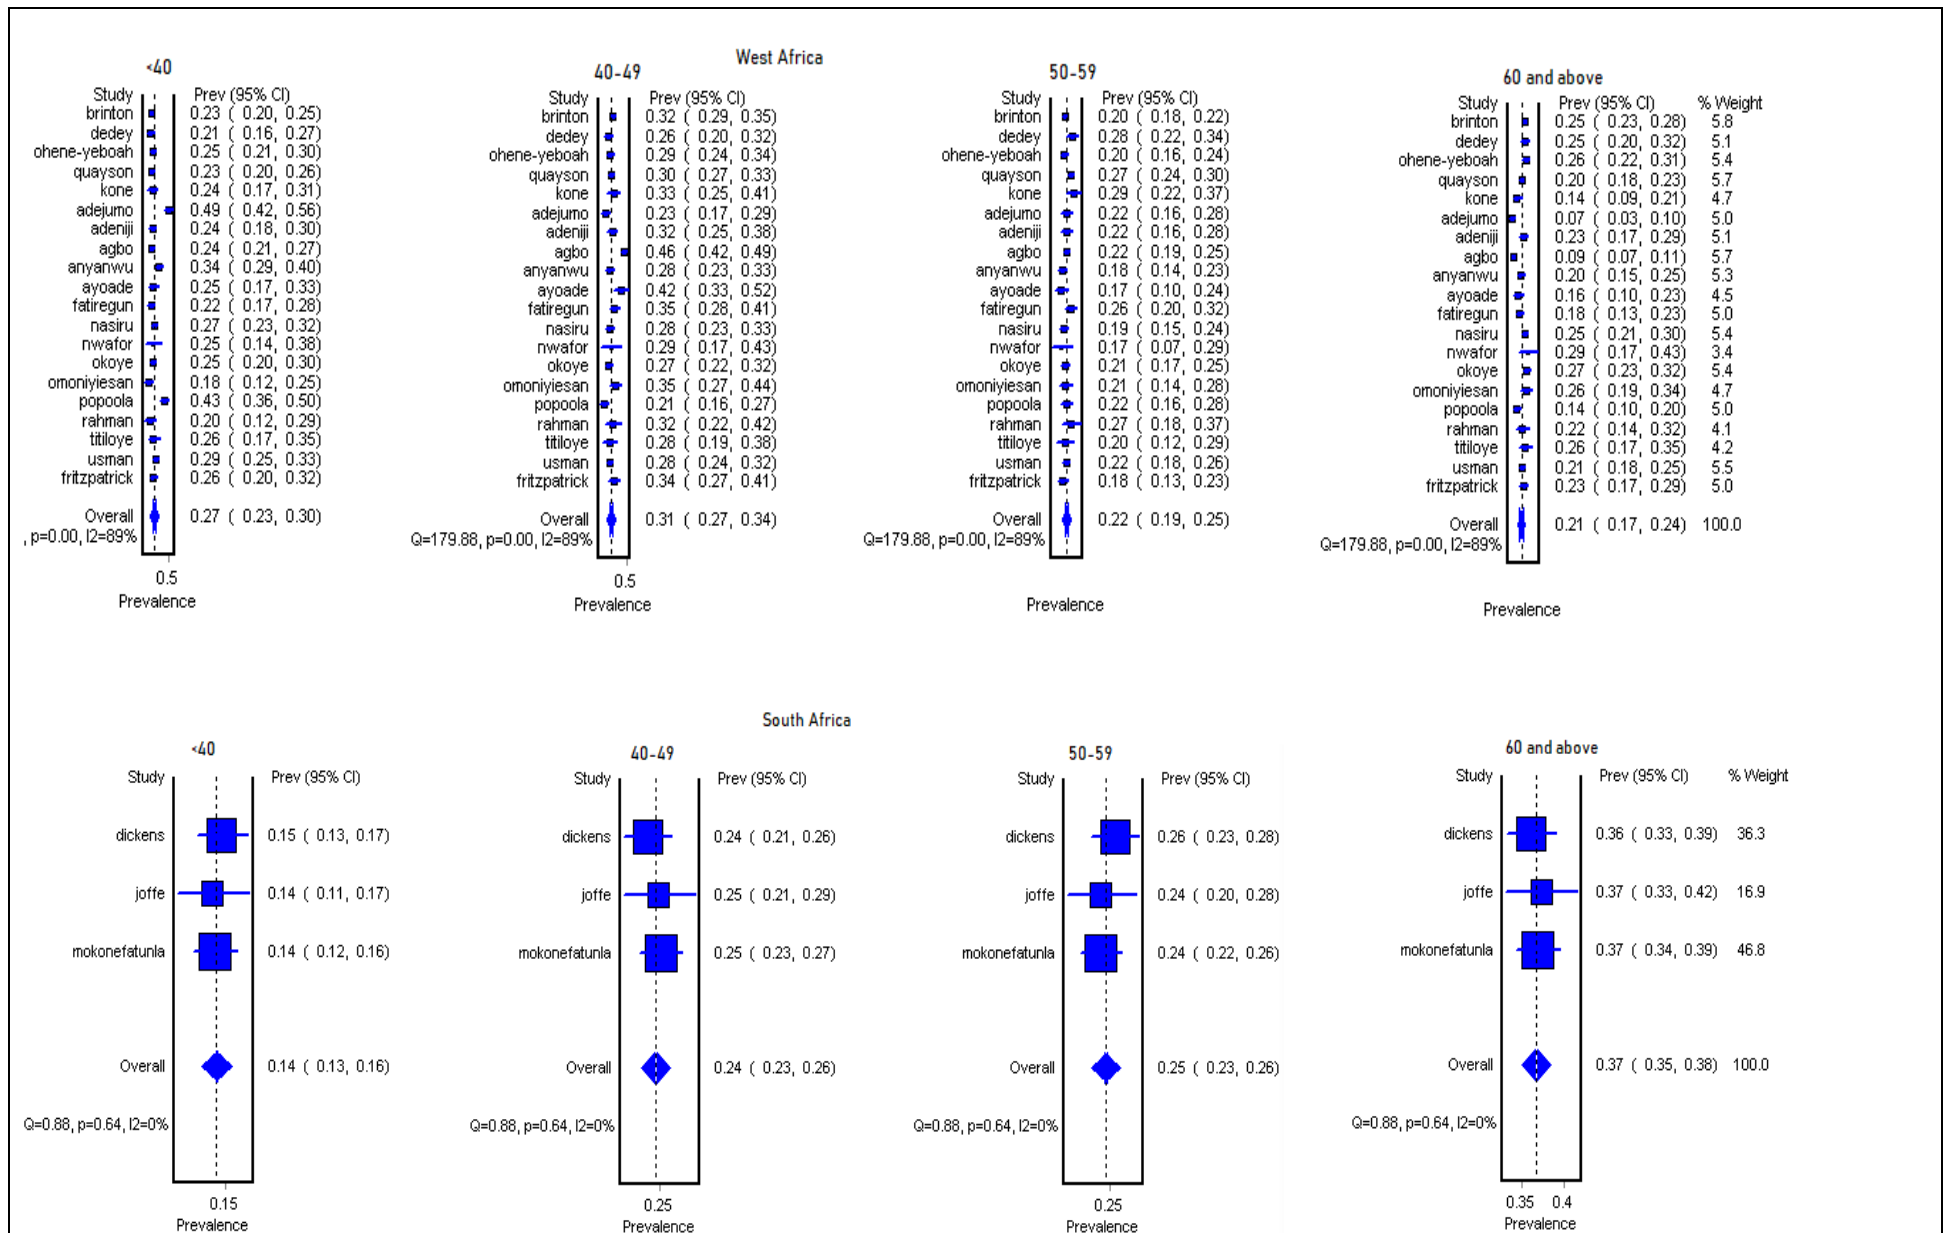 West Africa
<40
Study Prev (95% CI)
brinton 0.23 ( 0.20, 0.25)
dedey 0.21 ( 0.16, 0.27)
ohene-yeboah 0.25 ( 0.21, 0.30)
quayson 0.23 ( 0.20, 0.26)
kone 0.24 ( 0.17, 0.31)
adejumo 0.49 ( 0.42, 0.56)
adeniji 0.24 ( 0.18, 0.30)
agbo 0.24 ( 0.21, 0.27)
anyanwu 0.34 ( 0.29, 0.40)
ayoade 0.25 ( 0.17, 0.33)
fatiregun 0.22 ( 0.17, 0.28)
nasiru 0.27 ( 0.23, 0.32)
nwafor 0.25 ( 0.14, 0.38)
okoye 0.25 ( 0.20, 0.30)
omoniyiesan 0.18 ( 0.12, 0.25)
popoola 0.43 ( 0.36, 0.50)
rahman 0.20 ( 0.12, 0.29)
titiloye 0.26 ( 0.17, 0.35)
usman 0.29 ( 0.25, 0.33)
fritzpatrick 0.26 ( 0.20, 0.32)
Overall 0.27 ( 0.23, 0.30)
, p=0.00, I2=89%
0.5
Prevalence
40-49
Study Prev (95% CI)
brinton 0.32 ( 0.29, 0.35)
dedey 0.26 ( 0.20, 0.32)
ohene-yeboah 0.29 ( 0.24, 0.34)
quayson 0.30 ( 0.27, 0.33)
kone 0.33 ( 0.25, 0.41)
adejumo 0.23 ( 0.17, 0.29)
adeniji 0.32 ( 0.25, 0.38)
agbo 0.46 ( 0.42, 0.49)
anyanwu 0.28 ( 0.23, 0.33)
ayoade 0.42 ( 0.33, 0.52)
fatiregun 0.35 ( 0.28, 0.41)
nasiru 0.28 ( 0.23, 0.33)
nwafor 0.29 ( 0.17, 0.43)
okoye 0.27 ( 0.22, 0.32)
omoniyiesan 0.35 ( 0.27, 0.44)
popoola 0.21 ( 0.16, 0.27)
rahman 0.32 ( 0.22, 0.42)
titiloye 0.28 ( 0.19, 0.38)
usman 0.28 ( 0.24, 0.32)
fritzpatrick 0.34 ( 0.27, 0.41)
Overall 0.31 ( 0.27, 0.34)
Q=179.88, p=0.00, I2=89%
0.5
Prevalence
50-59
Study Prev (95% CI)
brinton 0.20 ( 0.18, 0.22)
dedey 0.28 ( 0.22, 0.34)
ohene-yeboah 0.20 ( 0.16, 0.24)
quayson 0.27 ( 0.24, 0.30)
kone 0.29 ( 0.22, 0.37)
adejumo 0.22 ( 0.16, 0.28)
adeniji 0.22 ( 0.16, 0.28)
agbo 0.22 ( 0.19, 0.25)
anyanwu 0.18 ( 0.14, 0.23)
ayoade 0.17 ( 0.10, 0.24)
fatiregun 0.26 ( 0.20, 0.32)
nasiru 0.19 ( 0.15, 0.24)
nwafor 0.17 ( 0.07, 0.29)
okoye 0.21 ( 0.17, 0.25)
omoniyiesan 0.21 ( 0.14, 0.28)
popoola 0.22 ( 0.16, 0.28)
rahman 0.27 ( 0.18, 0.37)
titiloye 0.20 ( 0.12, 0.29)
usman 0.22 ( 0.18, 0.26)
fritzpatrick 0.18 ( 0.13, 0.23)
Overall 0.22 ( 0.19, 0.25)
Q=179.88, p=0.00, I2=89%
Prevalence
60 and above
Study Prev (95% CI) % Weight
brinton 0.25 ( 0.23, 0.28) 5.8
dedey 0.25 ( 0.20, 0.32) 5.1
ohene-yeboah 0.26 ( 0.22, 0.31) 5.4
quayson 0.20 ( 0.18, 0.23) 5.7
kone 0.14 ( 0.09, 0.21) 4.7
adejumo 0.07 ( 0.03, 0.10) 5.0
adeniji 0.23 ( 0.17, 0.29) 5.1
agbo 0.09 ( 0.07, 0.11) 5.7
anyanwu 0.20 ( 0.15, 0.25) 5.3
ayoade 0.16 ( 0.10, 0.23) 4.5
fatiregun 0.18 ( 0.13, 0.23) 5.0
nasiru 0.25 ( 0.21, 0.30) 5.4
nwafor 0.29 ( 0.17, 0.43) 3.4
okoye 0.27 ( 0.23, 0.32) 5.4
omoniyiesan 0.26 ( 0.19, 0.34) 4.7
popoola 0.14 ( 0.10, 0.20) 5.0
rahman 0.22 ( 0.14, 0.32) 4.1
titiloye 0.26 ( 0.17, 0.35) 4.2
usman 0.21 ( 0.18, 0.25) 5.5
fritzpatrick 0.23 ( 0.17, 0.29) 5.0
Overall 0.21 ( 0.17, 0.24) 100.0
Q=179.88, p=0.00, I2=89%
Prevalence
South Africa
<40
Study Prev (95% CI)
dickens 0.15 ( 0.13, 0.17)
joffe 0.14 ( 0.11, 0.17)
mokonefatunla 0.14 ( 0.12, 0.16)
Overall 0.14 ( 0.13, 0.16)
Q=0.88, p=0.64, I2=0%
0.15
Prevalence
40-49
Study Prev (95% CI)
dickens 0.24 ( 0.21, 0.26)
joffe 0.25 ( 0.21, 0.29)
mokonefatunla 0.25 ( 0.23, 0.27)
Overall 0.24 ( 0.23, 0.26)
Q=0.88, p=0.64, I2=0%
0.25
Prevalence
50-59
Study Prev (95% CI)
dickens 0.26 ( 0.23, 0.28)
joffe 0.24 ( 0.20, 0.28)
mokonefatunla 0.24 ( 0.22, 0.26)
Overall 0.25 ( 0.23, 0.26)
Q=0.88, p=0.64, I2=0%
0.25
Prevalence
60 and above
Study Prev (95% CI) % Weight
dickens 0.36 ( 0.33, 0.39) 36.3
joffe 0.37 ( 0.33, 0.42) 16.9
mokonefatunla 0.37 ( 0.34, 0.39) 46.8
Overall 0.37 ( 0.35, 0.38) 100.0
Q=0.88, p=0.64, I2=0%
0.35 0.4
Prevalence